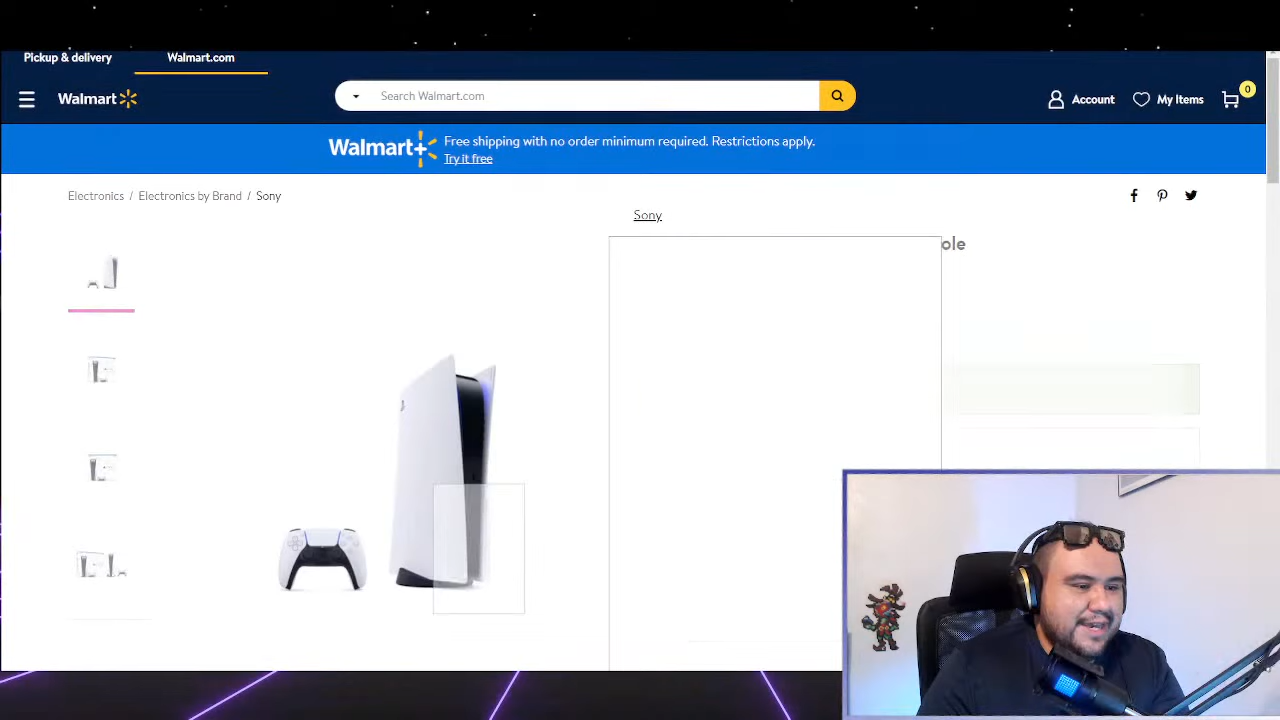 Pickup & delivery
Walmart.com
Walmart
Search Walmart.com
Account
My Items
0
Walmart+
Free shipping with no order minimum required. Restrictions apply.
Try it free
Electronics / Electronics by Brand / Sony
Sony
ole